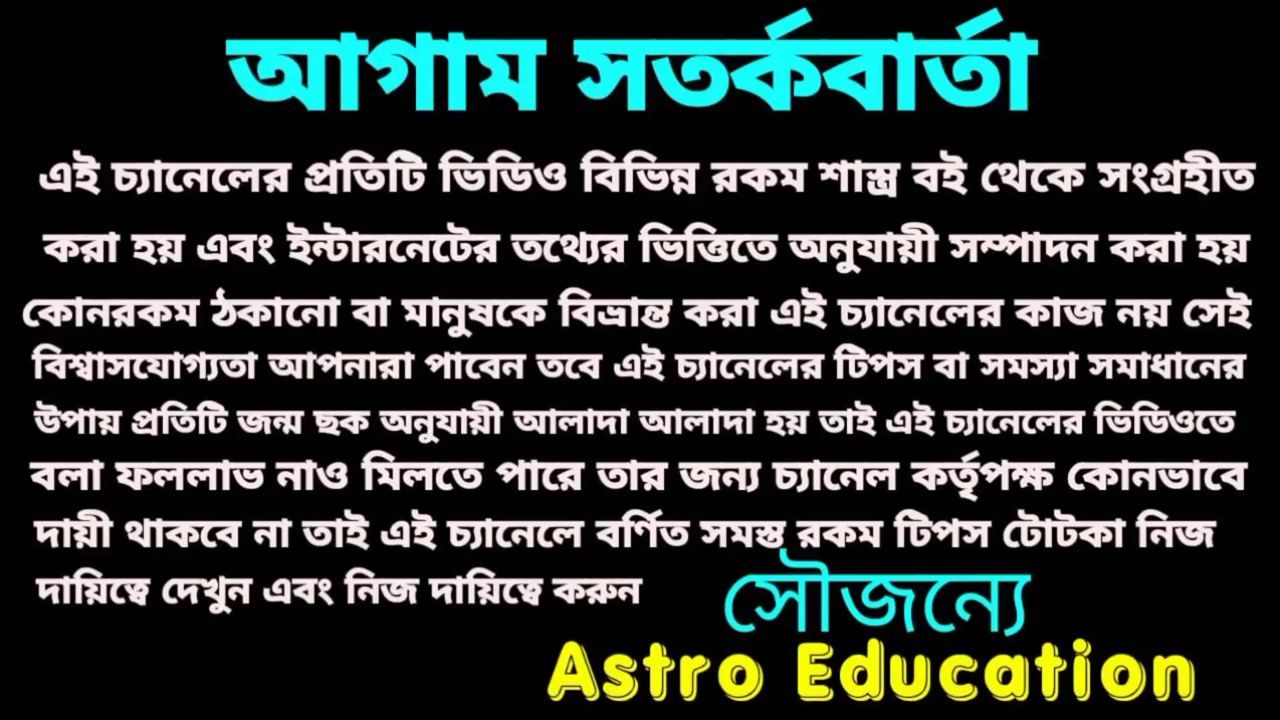 আগাম সতর্কবার্তা
এই চ্যানেলের প্রতিটি ভিডিও বিভিন্ন রকম শাস্ত্র বই থেকে সংগ্রহীত
করা হয় এবং ইন্টারনেটের তথ্যের ভিত্তিতে অনুযায়ী সম্পাদন করা হয়
কোনরকম ঠকানো বা মানুষকে বিভ্রান্ত করা এই চ্যানেলের কাজ নয় সেই
বিশ্বাসযোগ্যতা আপনারা পাবেন তবে এই চ্যানেলের টিপস বা সমস্যা সমাধানের
উপায় প্রতিটি জন্ম ছক অনুযায়ী আলাদা আলাদা হয় তাই এই চ্যানেলের ভিডিওতে
বলা ফললাভ নাও মিলতে পারে তার জন্য চ্যানেল কর্তৃপক্ষ কোনভাবে
দায়ী থাকবে না তাই এই চ্যানেলে বর্ণিত সমস্ত রকম টিপস টোটকা নিজ
দায়িত্বে দেখুন এবং নিজ দায়িত্বে করুন
সৌজন্যে
Astro Education